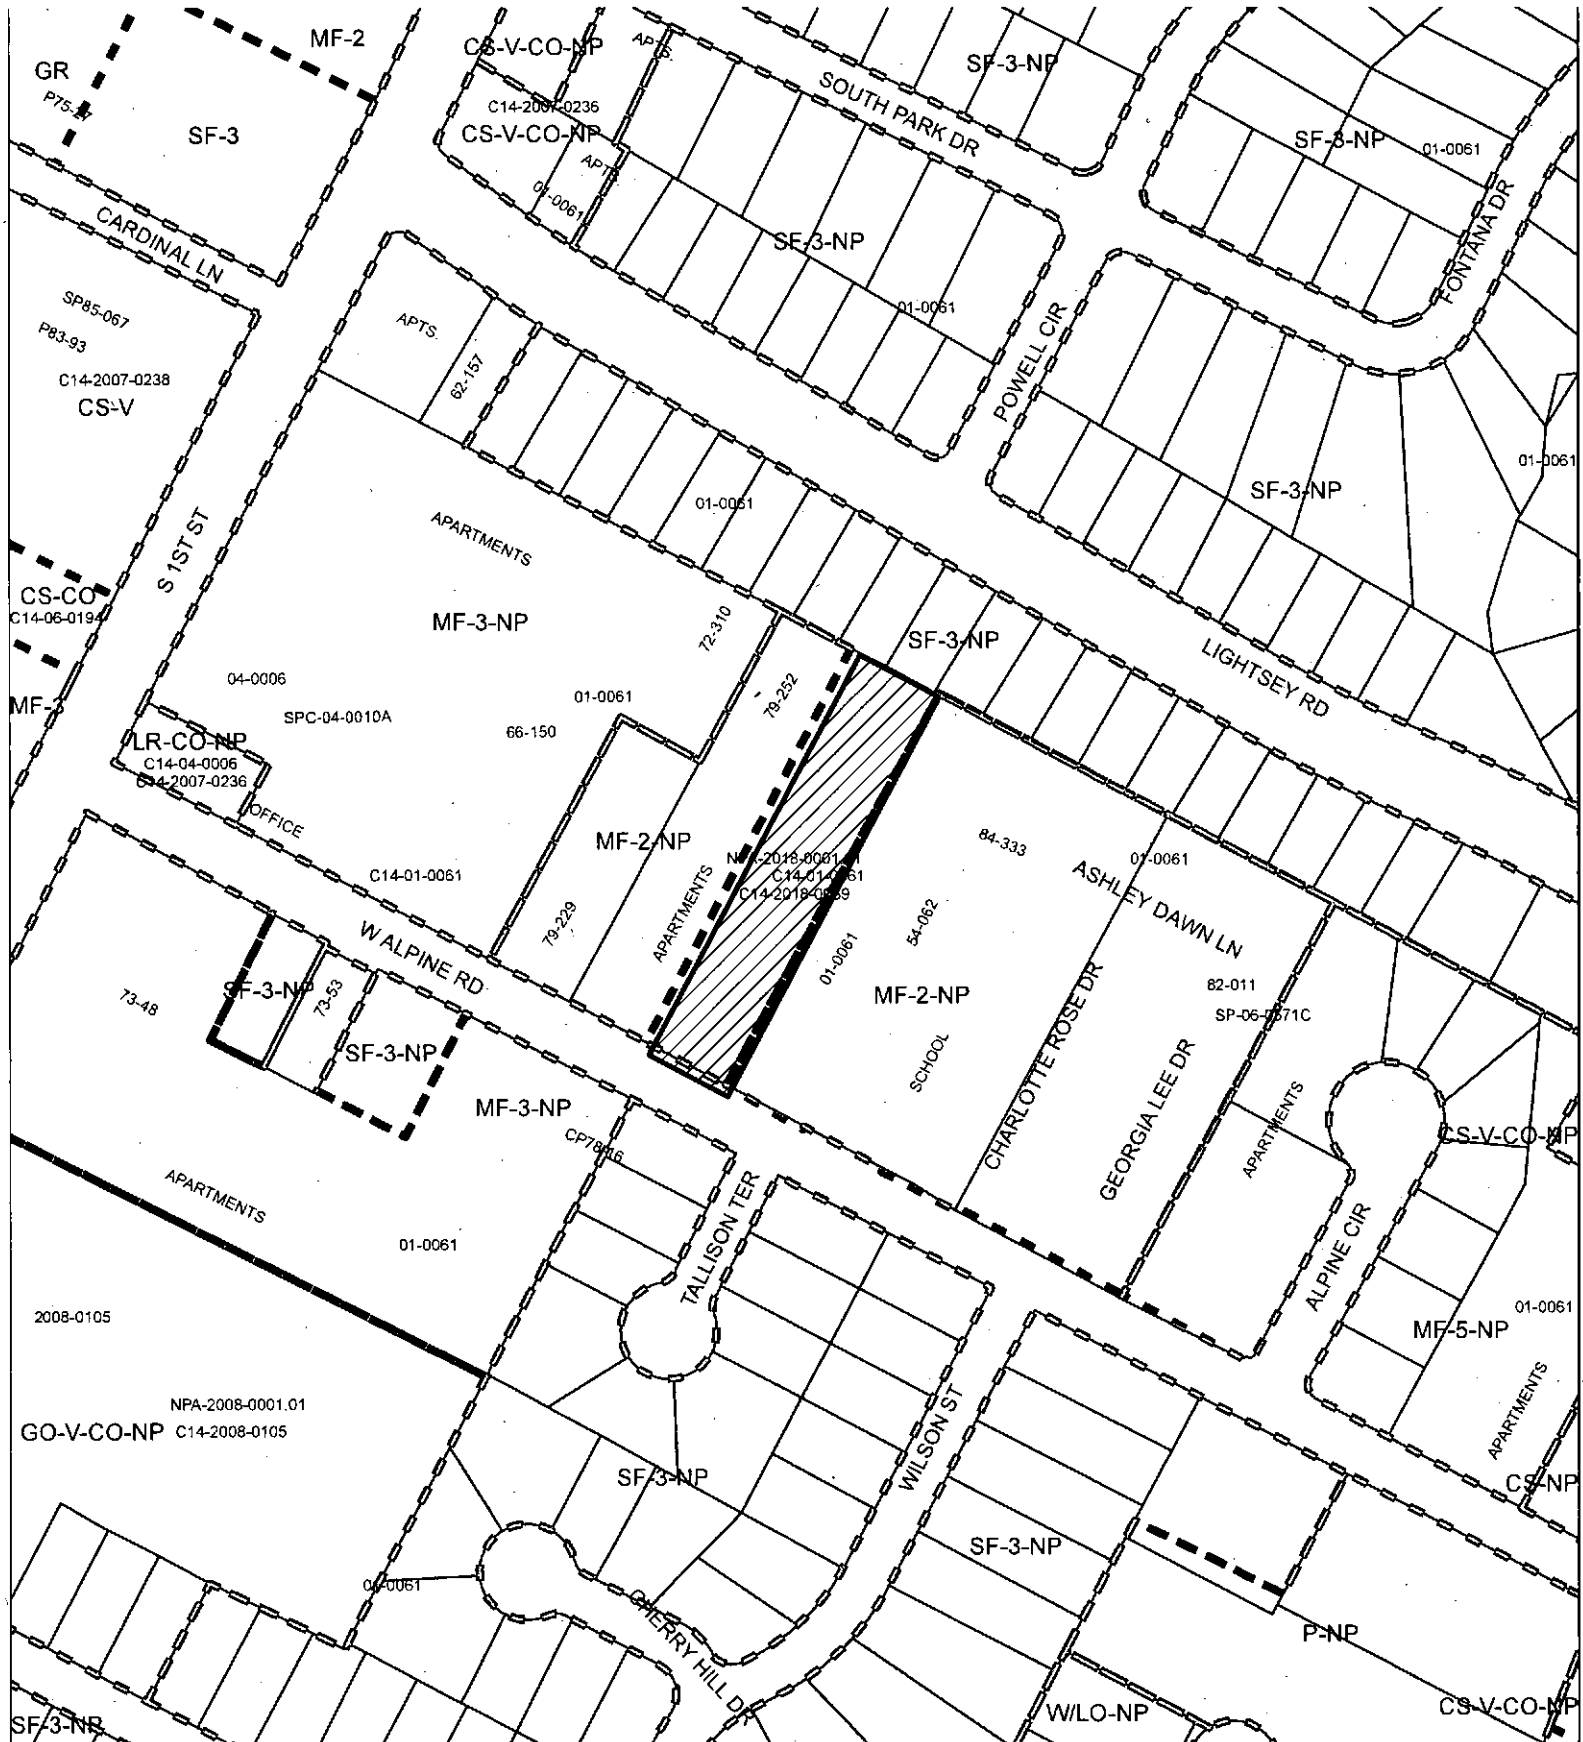 MF-2
CS-V-CO-NP
APTS.
SF-3-NP
GR
P75-27
SF-3
C14-2007-0236
CS-V-CO-NP
SOUTH PARK DR
SF-3-NP
01-0061
APTS.
01-0061
FONTANA DR
CARDINAL LN
SF-3-NP
SP85-067
P83-93
C14-2007-0238
CS-V
APTS.
62-157
01-0061
POWELL CIR
01-0061
SF-3-NP
01-0061
APARTMENTS
S 1ST ST
CS-CO
C14-06-0194
MF-3-NP
72-310
SF-3-NP
LIGHTSEY RD
04-0006
SPC-04-0010A
01-0061
66-150
79-252
LR-CO-NP
C14-04-0006
C14-2007-0236
OFFICE
MF-2-NP
C14-01-0061
APARTMENTS
79-229
C14-01-0061
84-333
01-0061
ASHLEY DAWN LN
54-062
01-0061
W ALPINE RD
MF-2-NP
SCHOOL
CHARLOTTE ROSE DR
82-011
SP-06-0371C
GEORGIA LEE DR
APARTMENTS
73-48
SF-3-NP
73-53
SF-3-NP
MF-3-NP
CP78-16
CS-V-CO-NP
APARTMENTS
01-0061
TALLISON TER
ALPINE CIR
01-0061
MF-5-NP
APARTMENTS
2008-0105
NPA-2008-0001.01
GO-V-CO-NP
C14-2008-0105
WILSON ST
SF-3-NP
CS-NP
SF-3-NP
01-0061
CHERRY HILL DR
P-NP
SF-3-NP
W/LO-NP
CS-V-CO-NP